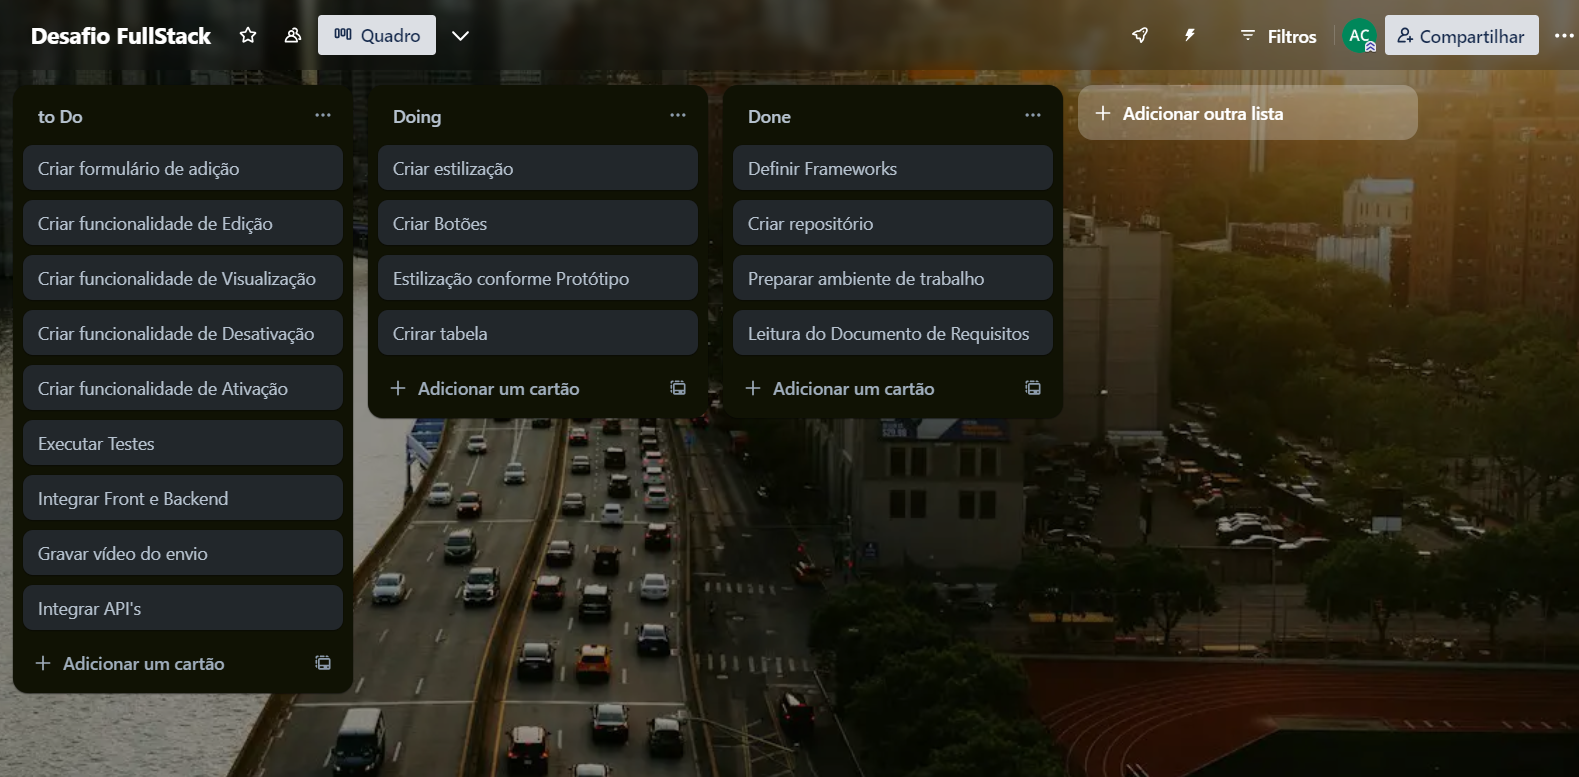 Desafio FullStack
Quadro
Filtros
AC
Compartilhar
to Do
Criar formulário de adição
Criar funcionalidade de Edição
Criar funcionalidade de Visualização
Criar funcionalidade de Desativação
Criar funcionalidade de Ativação
Executar Testes
Integrar Front e Backend
Gravar vídeo do envio
Integrar API's
Adicionar um cartão
Doing
Criar estilização
Criar Botões
Estilização conforme Protótipo
Crirar tabela
Adicionar um cartão
Done
Definir Frameworks
Criar repositório
Preparar ambiente de trabalho
Leitura do Documento de Requisitos
Adicionar um cartão
Adicionar outra lista